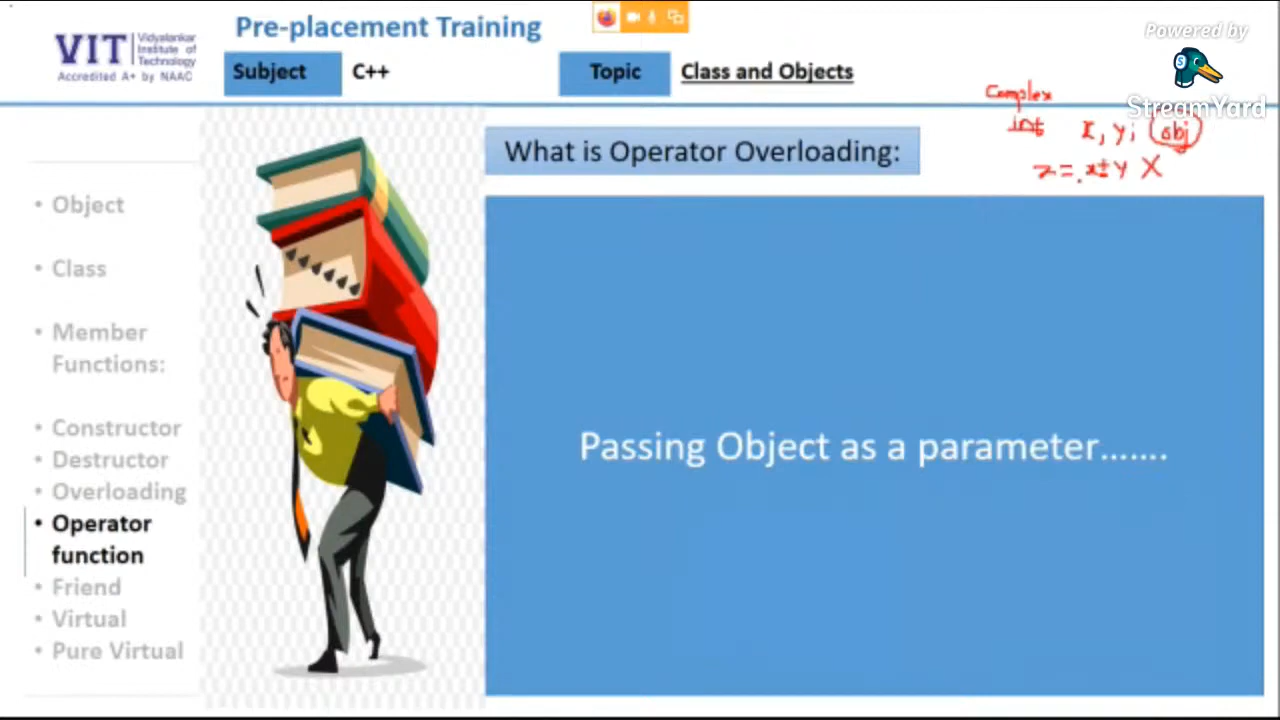 Pre-placement Training
VIT
Vidyalankar
Institute of
Technology
Accredited A+ by NAAC
Subject C++ Topic Class and Objects
Powered by
StreamYard
Complex
int x, y; obj
z = x + y X
What is Operator Overloading:
• Object
• Class
• Member
Functions:
• Constructor
• Destructor
• Overloading
• Operator
function
• Friend
• Virtual
• Pure Virtual
Passing Object as a parameter…….